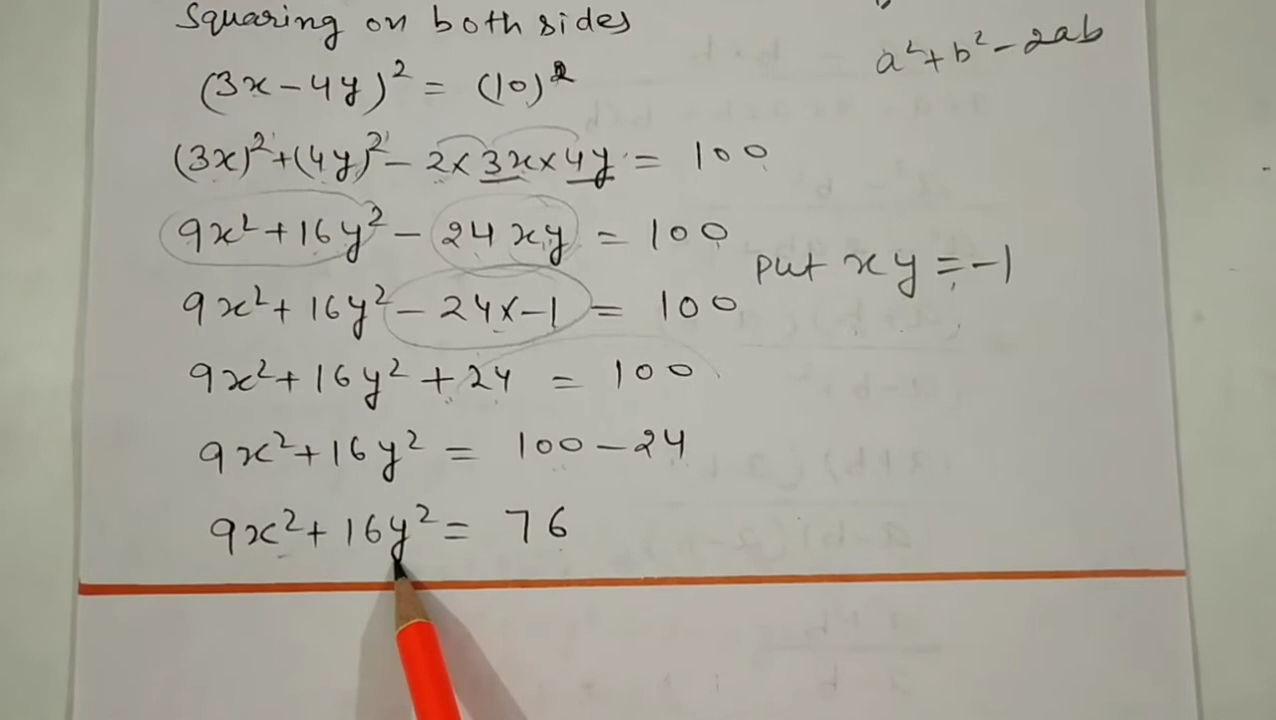 Squaring on both sides
a²+b²-2ab
(3x-4y)² = (10)²
(3x)²+(4y)²-2×3x×4y = 100
9x²+16y²-24xy = 100
put xy=-1
9x²+16y²-24×-1 = 100
9x²+16y²+24 = 100
9x²+16y² = 100-24
9x²+16y² = 76